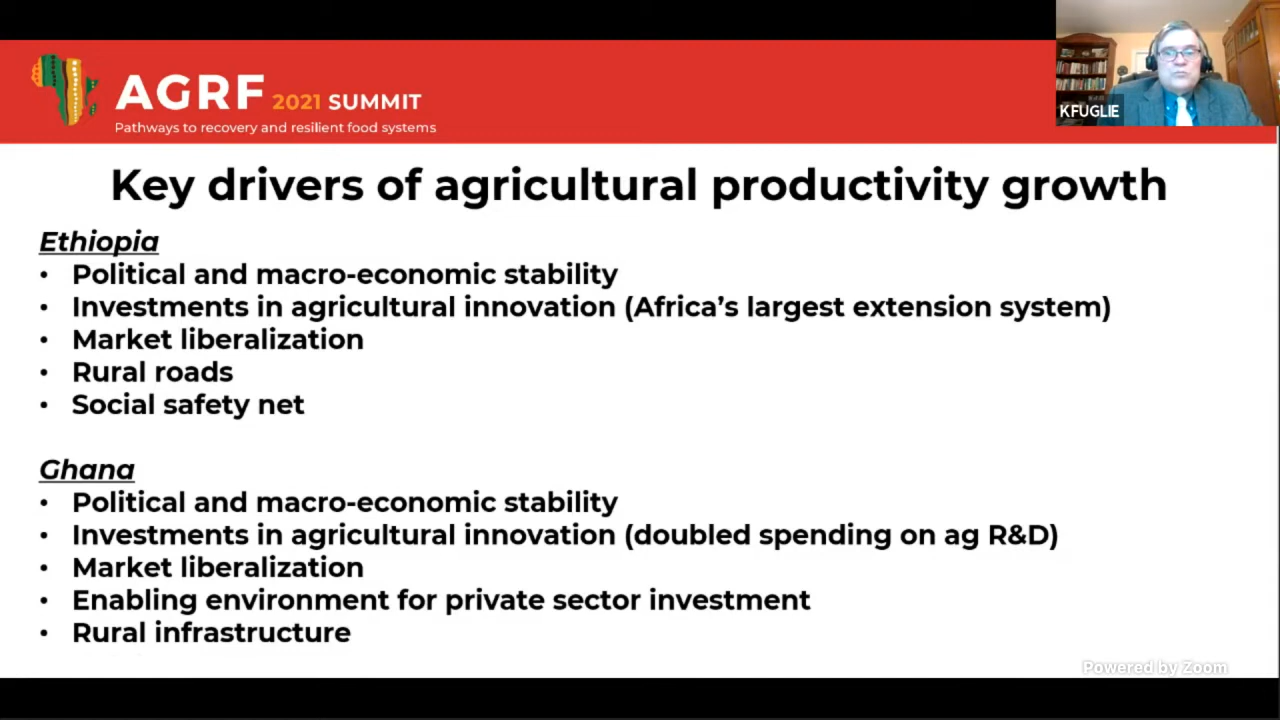 AGRF 2021 SUMMIT
Pathways to recovery and resilient food systems
KFUGLIE
Key drivers of agricultural productivity growth
Ethiopia
• Political and macro-economic stability
• Investments in agricultural innovation (Africa's largest extension system)
• Market liberalization
• Rural roads
• Social safety net
Ghana
• Political and macro-economic stability
• Investments in agricultural innovation (doubled spending on ag R&D)
• Market liberalization
• Enabling environment for private sector investment
• Rural infrastructure
Powered by Zoom